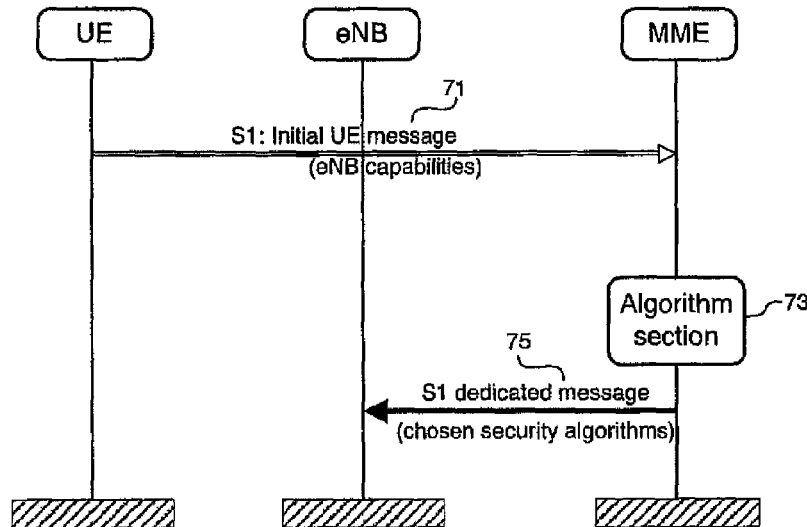 UE
eNB
MME
71
S1: Initial UE message
(eNB capabilities)
Algorithm
section
73
75
S1 dedicated message
(chosen security algorithms)